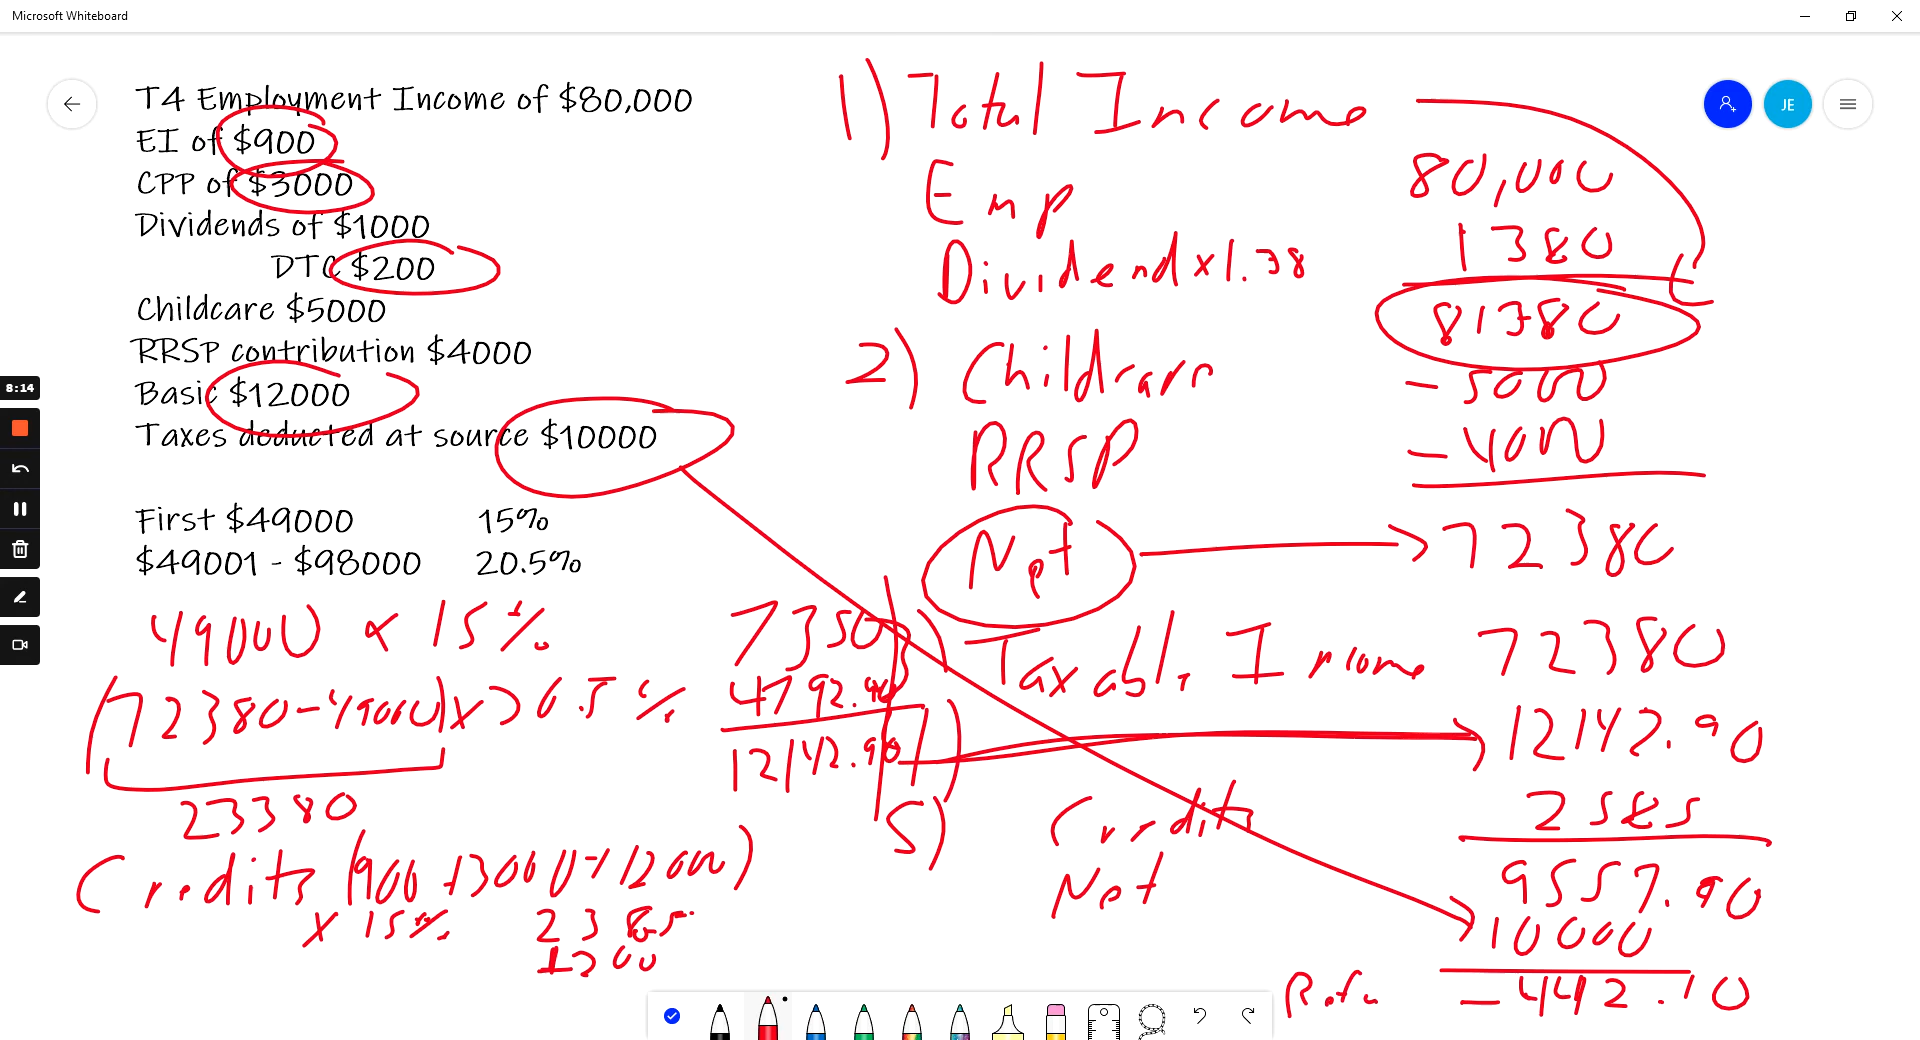 Microsoft Whiteboard
T4 Employment Income of $80,000
EI of $900
CPP of $3000
Dividends of $1000
DTC $200
Childcare $5000
RRSP contribution $4000
Basic $12000
Taxes deducted at source $10000
First $49000 15%
$49001 - $98000 20.5%
49000 x 15% 7350
(72380-49000)x20.5% 4792.90
12142.90
23380
Credits (900+3000+12000)
x 15% 2385
+200
1) Total Income
Emp 80,000
Dividend x 1.38 1380
81380
2) Childcare -5000
RRSP -4000
Net 72380
) Taxable Income 72380
) 12142.90
5) Credits 2585
Net 9557.90
10000
-442.10
JE
8:14